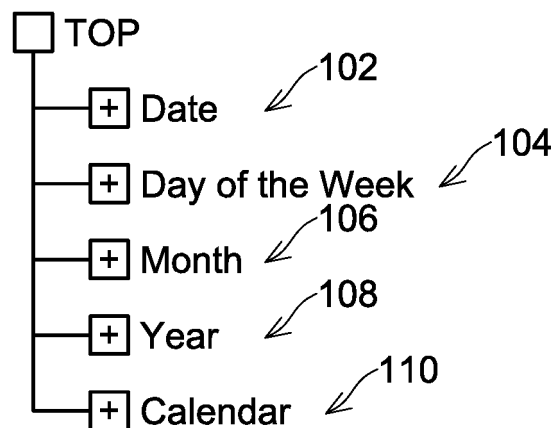 TOP
102
+ Date
104
+ Day of the Week
106
+ Month
108
+ Year
110
+ Calendar